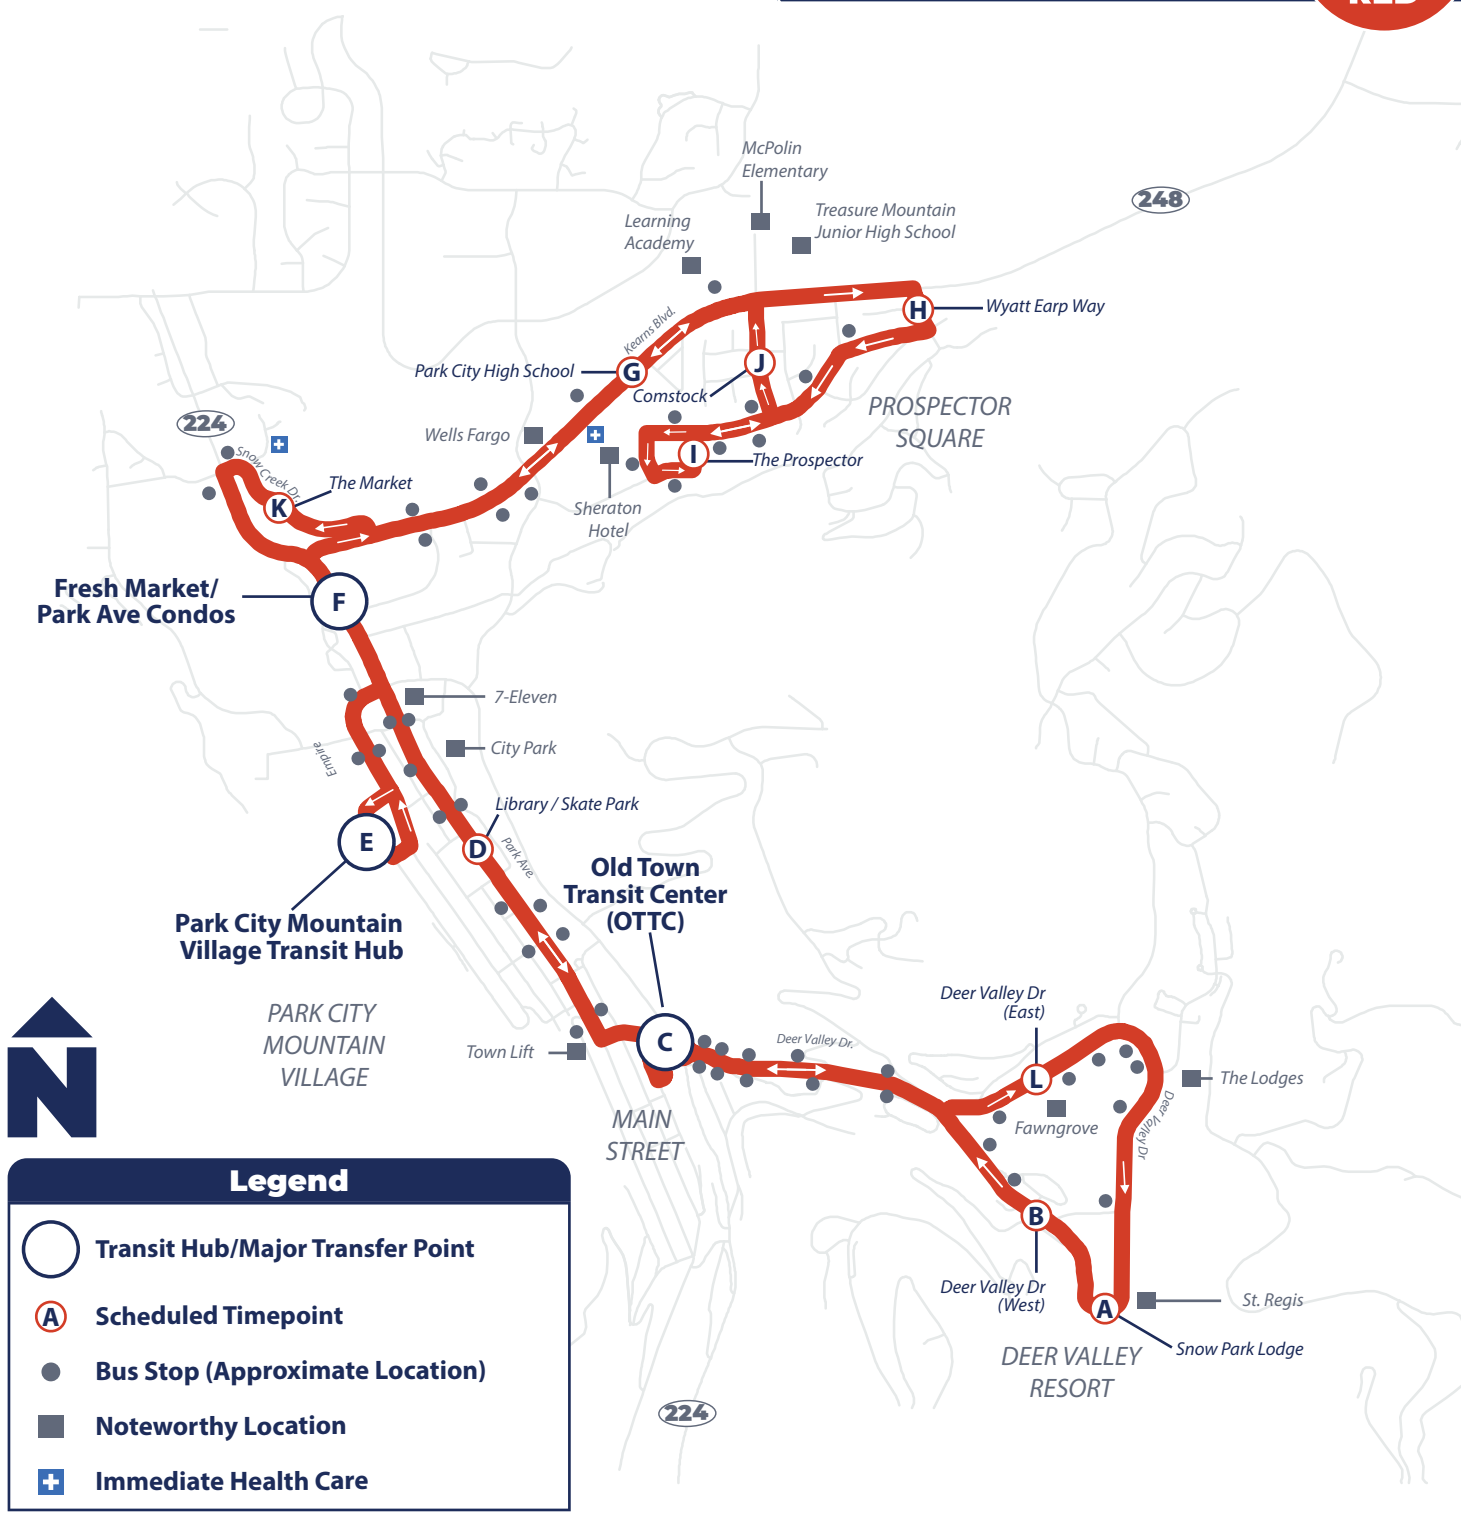 RED
McPolin
Elementary
248
Learning
Academy
Treasure Mountain
Junior High School
H
Wyatt Earp Way
Kearns Blvd.
Park City High School
G
J
Comstock
PROSPECTOR
SQUARE
224
Wells Fargo
I
The Prospector
Snow Creek Dr.
The Market
K
Sheraton
Hotel
Fresh Market/
Park Ave Condos
F
7-Eleven
City Park
Empire
Library / Skate Park
E
D
Park Ave.
Old Town
Transit Center
(OTTC)
Park City Mountain
Village Transit Hub
PARK CITY
MOUNTAIN
VILLAGE
N
Town Lift
C
Deer Valley Dr.
Deer Valley Dr
(East)
L
The Lodges
Fawngrove
Deer Valley Dr
MAIN
STREET
B
Deer Valley Dr
(West)
A
St. Regis
Snow Park Lodge
DEER VALLEY
RESORT
224
Legend
Transit Hub/Major Transfer Point
A
Scheduled Timepoint
Bus Stop (Approximate Location)
Noteworthy Location
Immediate Health Care